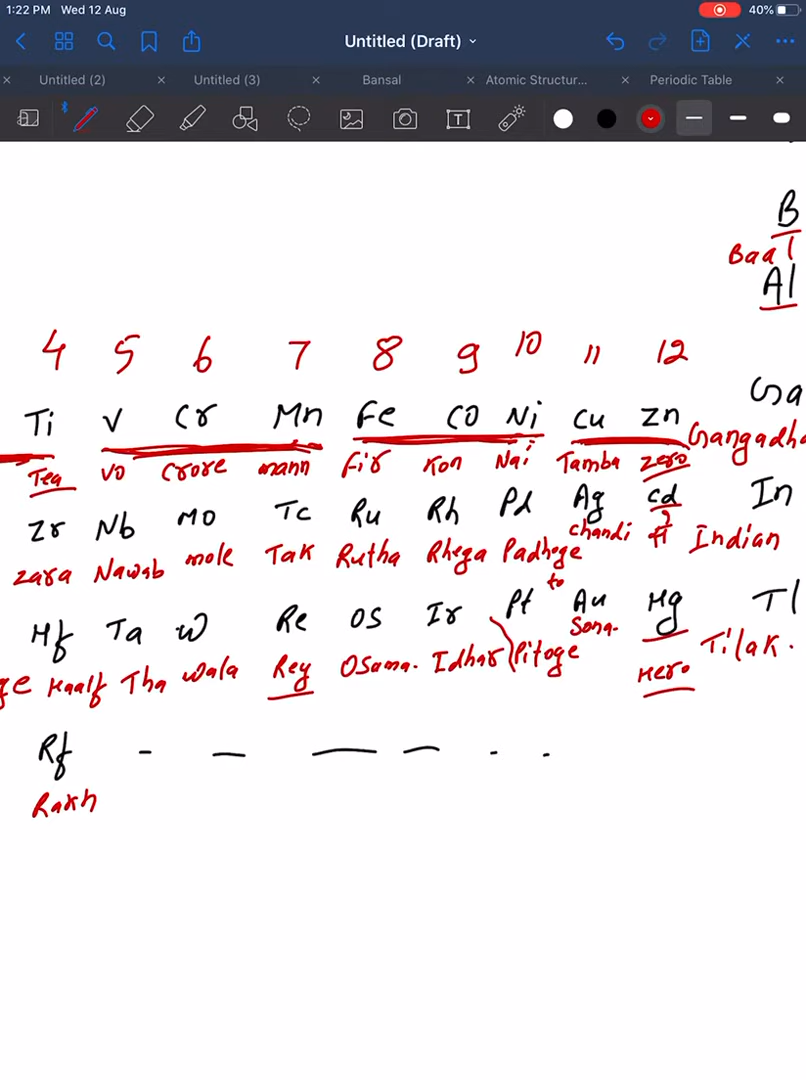 1:22 PM Wed 12 Aug 40%
Untitled (Draft)
Untitled (2) Untitled (3) Bansal Atomic Structur... Periodic Table
T
B
Baal
Al
4 5 6 7 8 9 10 11 12
Ti V Cr Mn Fe CO Ni Cu Zn Ga
Tea VO Crore mann Fir Kon Nai Tamba Zero Gangadha
Zr Nb MO Tc Ru Rh Pd Ag Cd In
zara Nawab mole Tak Rutha Rhega Padhoge chandi Indian
to
Hf Ta W Re OS Ir Pt Au Hg Tl
ge Haalf Tha Wala Rey Osama. Idhar Pitoge Sona. Hero Tilak.
Rf - - - - - -
Rakh